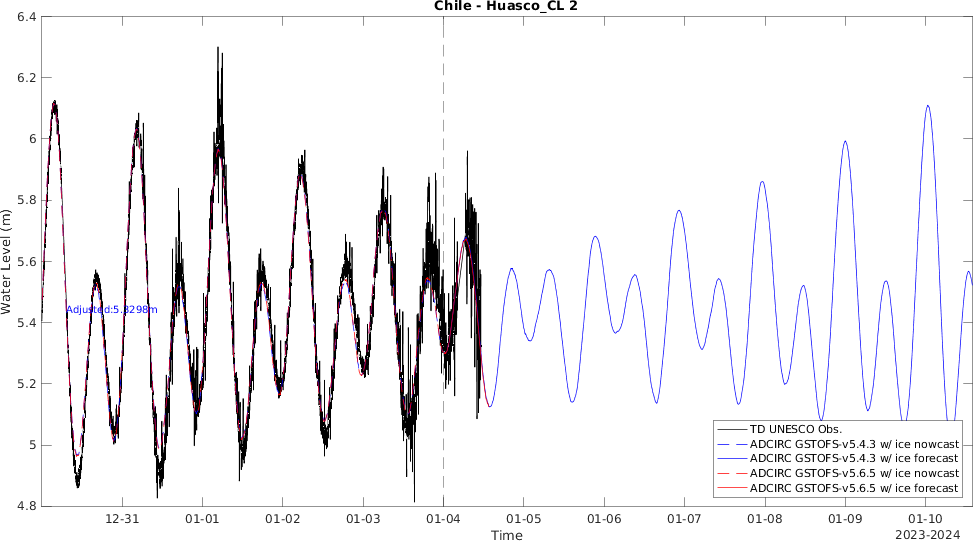 Chile - Huasco_CL 2
6.4
6.2
6
5.8
5.6
5.4
5.2
5
4.8
Water Level (m)
Adjusted:5.3298m
TD UNESCO Obs.
ADCIRC GSTOFS-v5.4.3 w/ ice nowcast
ADCIRC GSTOFS-v5.4.3 w/ ice forecast
ADCIRC GSTOFS-v5.6.5 w/ ice nowcast
ADCIRC GSTOFS-v5.6.5 w/ ice forecast
12-31 01-01 01-02 01-03 01-04 01-05 01-06 01-07 01-08 01-09 01-10
Time
2023-2024